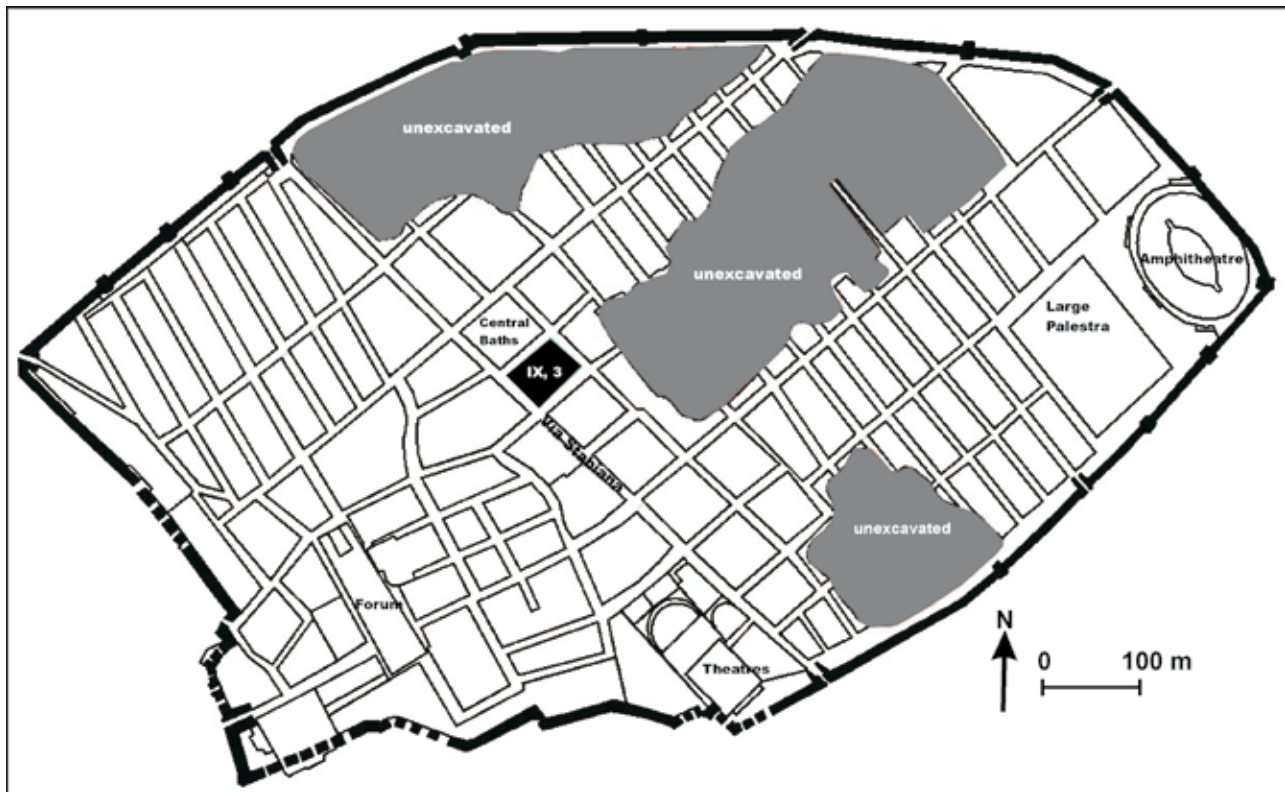 unexcavated
unexcavated
Amphitheatre
Large
Palestra
Central
Baths
IX, 3
Via Stabiana
unexcavated
Forum
Theatres
N
0 100 m